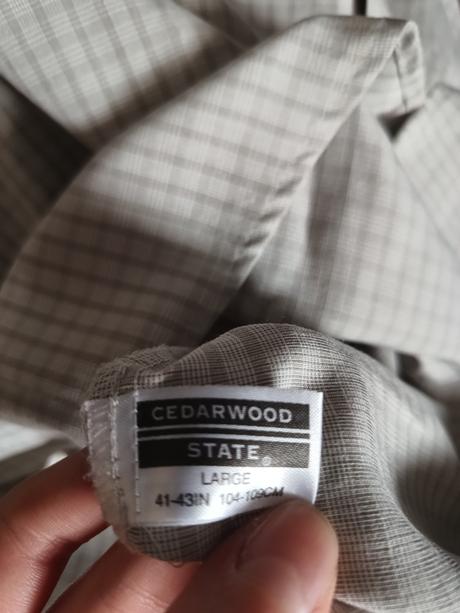 CEDARWOOD
STATE®
LARGE
41-43IN 104-109CM